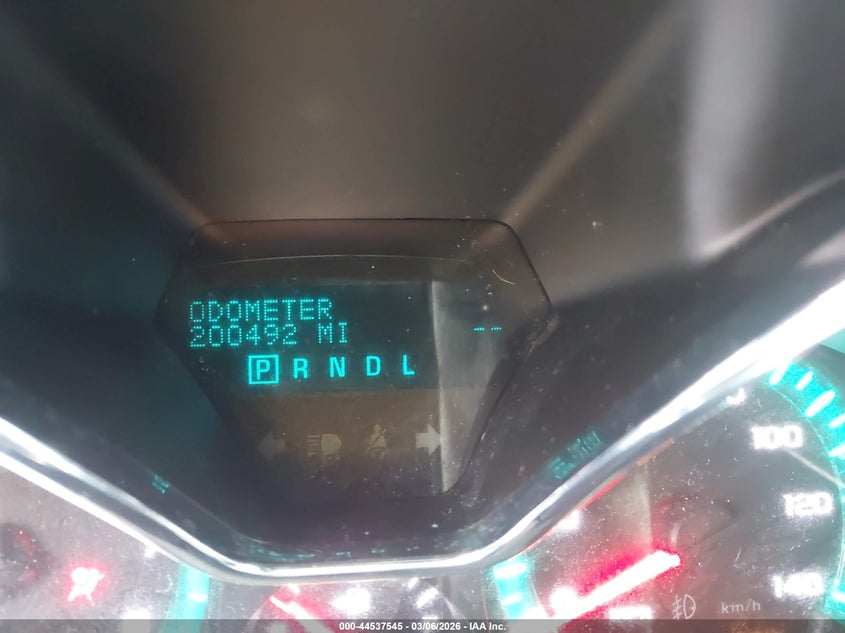 ODOMETER
200492 MI
--
P R N D L
100
120
140
km/h
000-44537545 - 03/06/2026 - IAA Inc.